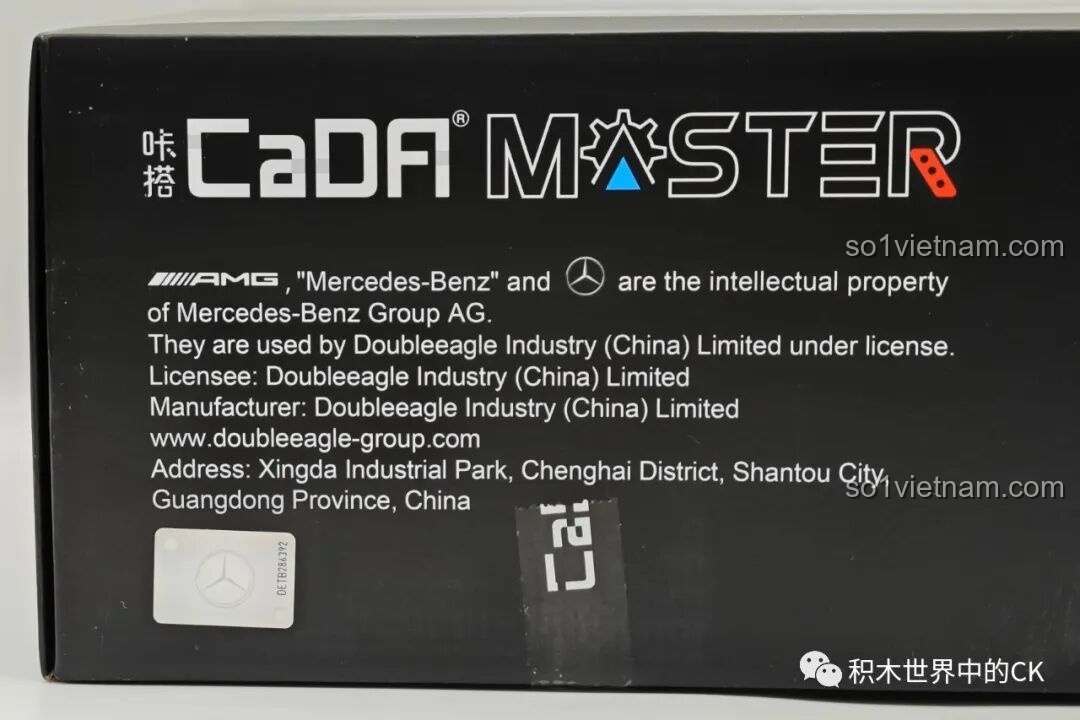 咔搭 CaDA® MASTER
so1vietnam.com
AMG, "Mercedes-Benz" and are the intellectual property
of Mercedes-Benz Group AG.
They are used by Doubleeagle Industry (China) Limited under license.
Licensee: Doubleeagle Industry (China) Limited
Manufacturer: Doubleeagle Industry (China) Limited
www.doubleeagle-group.com
Address: Xingda Industrial Park, Chenghai District, Shantou City,
Guangdong Province, China
so1vietnam.com
CaD
DETB286392
积木世界中的CK